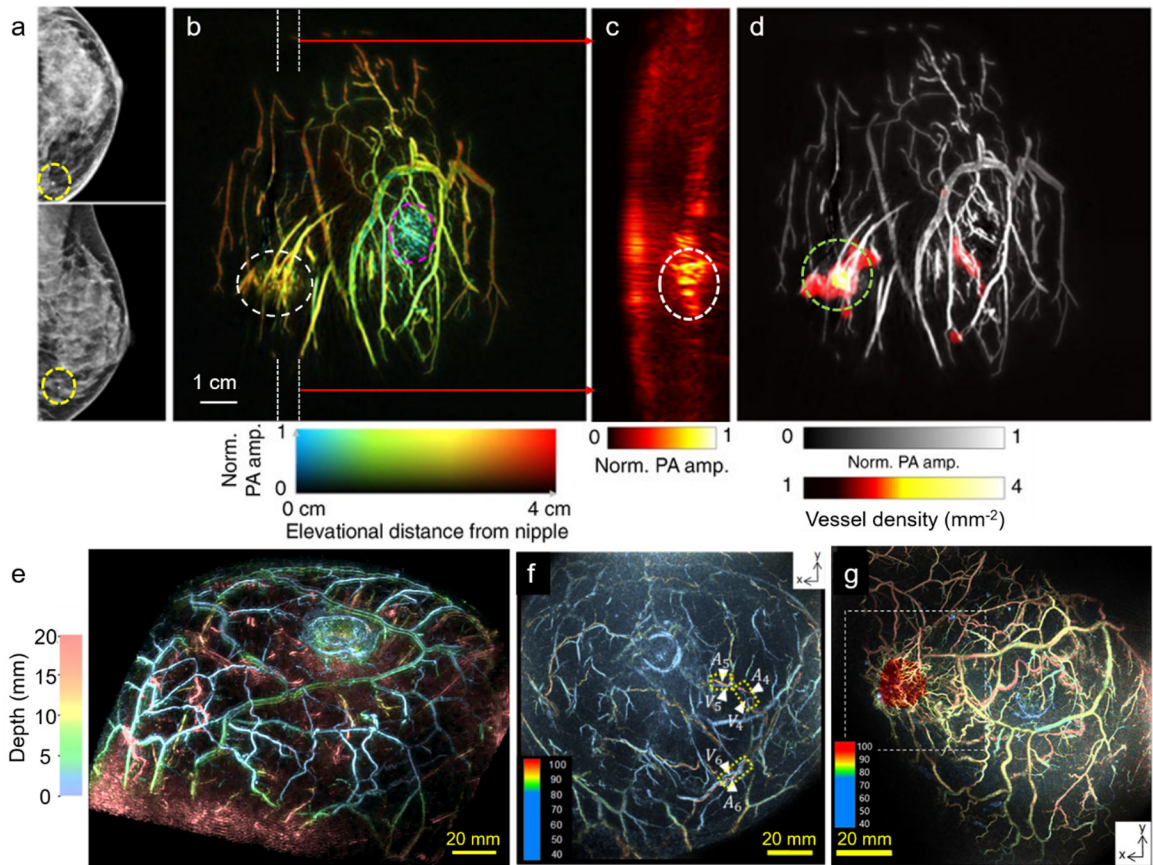 a
b
c
d
1 cm
Norm.
PA amp.
1
0
0 cm
4 cm
Elevational distance from nipple
0
1
Norm. PA amp.
0
1
Norm. PA amp.
1
4
Vessel density (mm-2)
e
Depth (mm)
20
15
10
5
0
20 mm
f
y
x
A5
A4
V5
V4
V6
A6
100
90
80
70
60
50
40
20 mm
g
100
90
80
70
60
50
40
20 mm
y
x